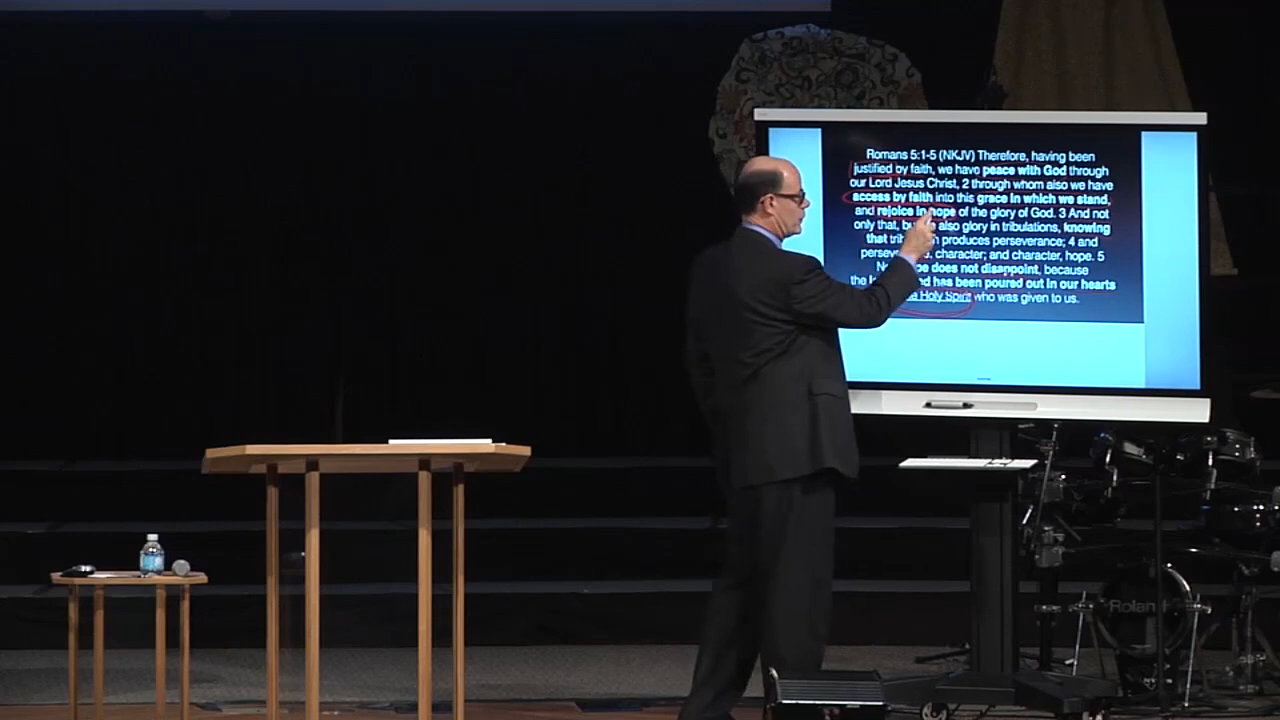 Romans 5:1-5 (NKJV) Therefore, having been
justified by faith, we have peace with God through
our Lord Jesus Christ, 2 through whom also we have
access by faith into this grace in which we stand,
and rejoice in hope of the glory of God. 3 And not
only that, but also glory in tribulations, knowing
that produces perseverance; 4 and
character; and character, hope. 5
does not disappoint, because
the has been poured out in our hearts
Holy Spirit who was given to us.
Roland